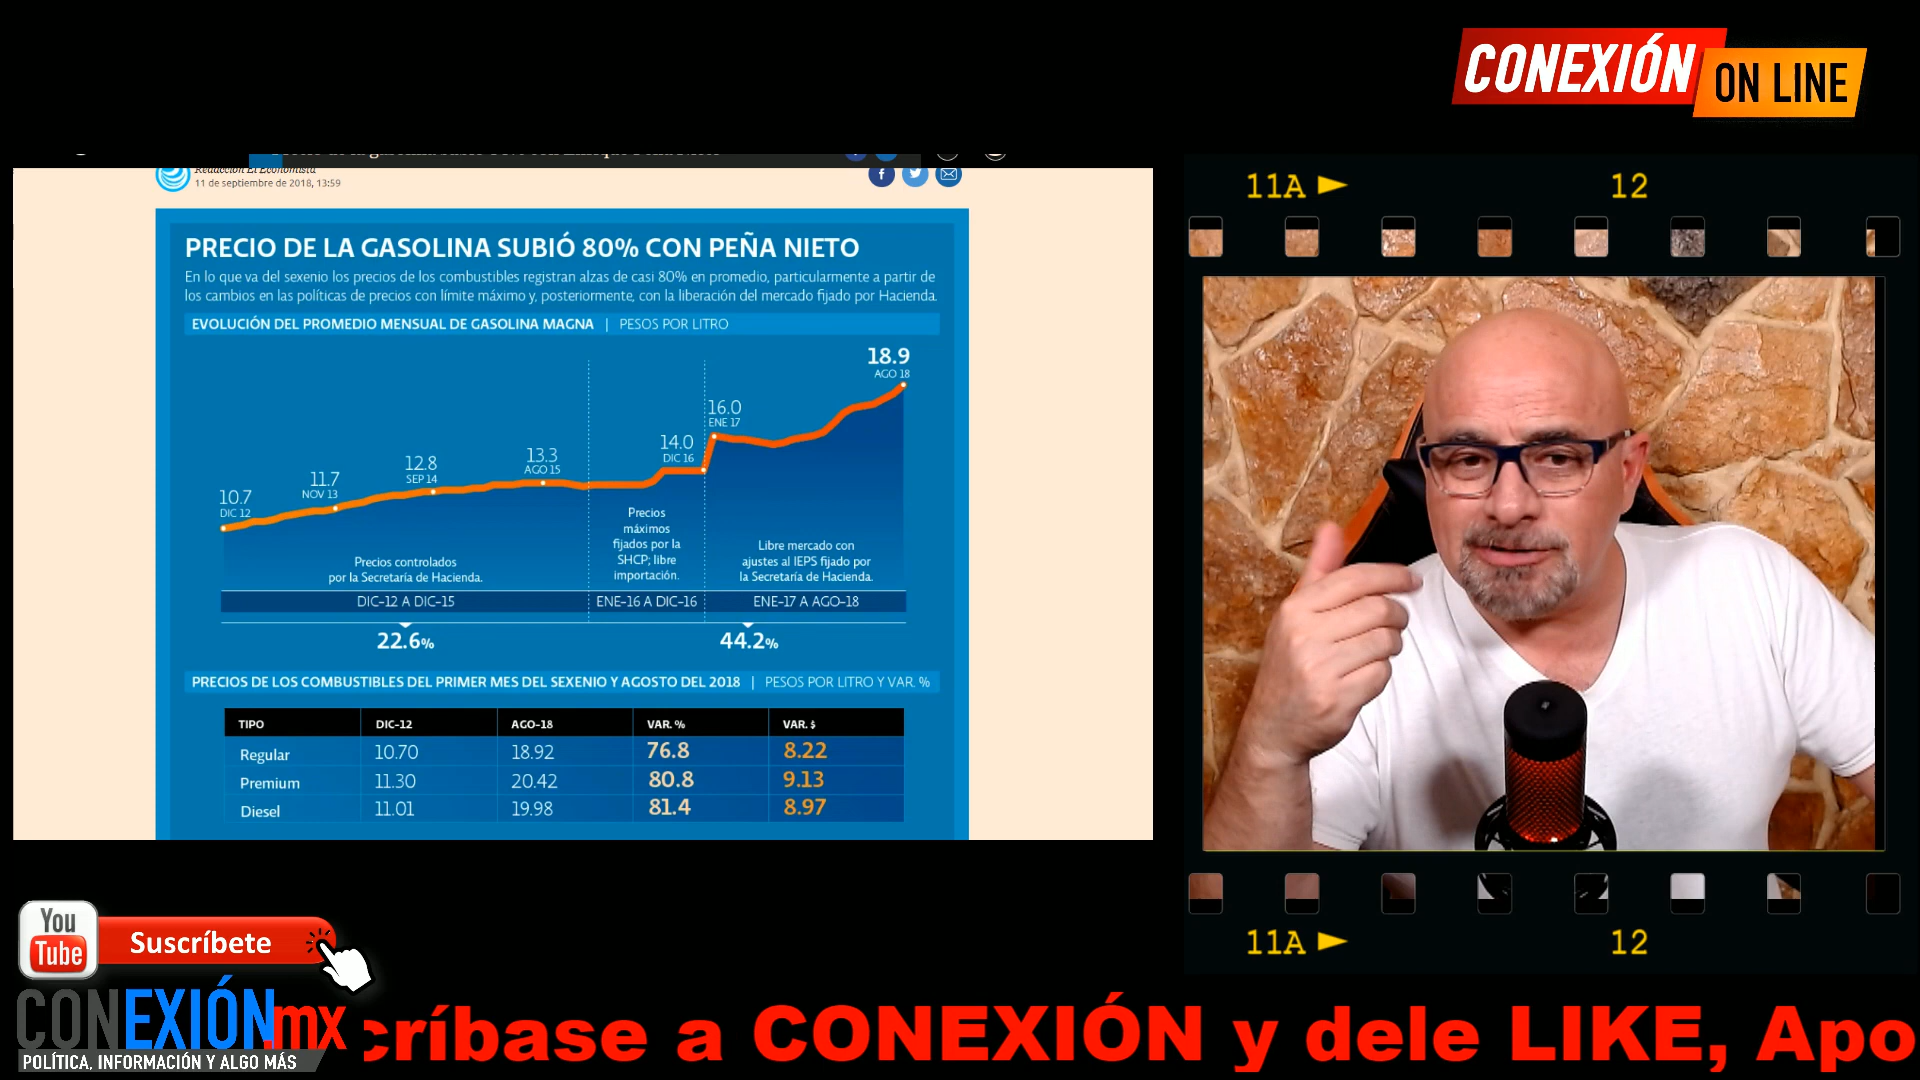 CONEXIÓN
ON LINE
Redacción El Economista
11 de septiembre de 2018, 13:59
PRECIO DE LA GASOLINA SUBIÓ 80% CON PEÑA NIETO
En lo que va del sexenio los precios de los combustibles registran alzas de casi 80% en promedio, particularmente a partir de
los cambios en las políticas de precios con límite máximo y, posteriormente, con la liberación del mercado fijado por Hacienda.
EVOLUCIÓN DEL PROMEDIO MENSUAL DE GASOLINA MAGNA | PESOS POR LITRO
18.9
AGO 18
16.0
ENE 17
14.0
DIC 16
13.3
AGO 15
12.8
SEP 14
11.7
NOV 13
10.7
DIC 12
Precios controlados
por la Secretaría de Hacienda.
Precios
máximos
fijados por la
SHCP; libre
importación.
Libre mercado con
ajustes al IEPS fijado por
la Secretaría de Hacienda.
DIC-12 A DIC-15
ENE-16 A DIC-16
ENE-17 A AGO-18
22.6%
44.2%
PRECIOS DE LOS COMBUSTIBLES DEL PRIMER MES DEL SEXENIO Y AGOSTO DEL 2018 | PESOS POR LITRO Y VAR. %
TIPO DIC-12 AGO-18 VAR. % VAR. $
Regular 10.70 18.92 76.8 8.22
Premium 11.30 20.42 80.8 9.13
Diesel 11.01 19.98 81.4 8.97
11A 12
11A 12
You
Tube
Suscríbete
CONEXIÓN.mx
POLÍTICA, INFORMACIÓN Y ALGO MÁS
críbase a CONEXIÓN y dele LIKE, Apo